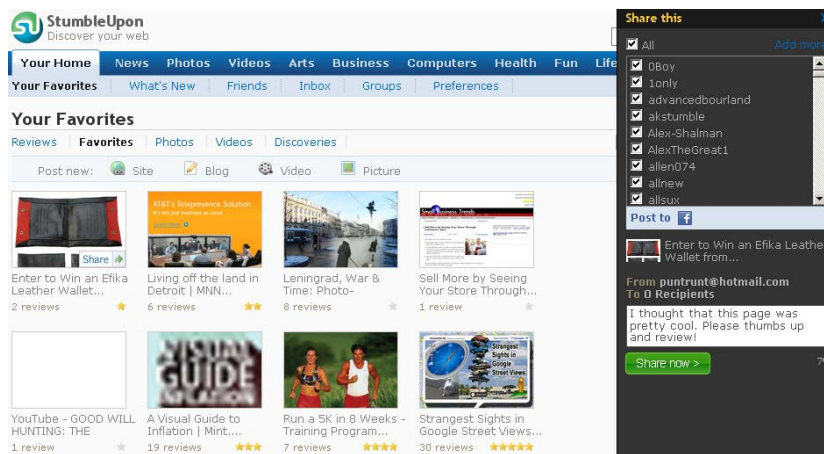 StumbleUpon
Discover your web
Your Home News Photos Videos Arts Business Computers Health Fun Life
Your Favorites What's New Friends Inbox Groups Preferences
Your Favorites
Reviews Favorites Photos Videos Discoveries
Post new: Site Blog Video Picture
AT&T's Telepresence Solution
It's not just business as usual.
Small Business Trends
Share
Enter to Win an Efika
Leather Wallet...
2 reviews
Living off the land in
Detroit | MNN...
6 reviews
Leningrad, War &
Time: Photo-
8 reviews
Sell More by Seeing
Your Store Through...
1 review
VISUAL
GUIDE
INFLATION
Strangest
Sights in
Google
Street Views
YouTube - GOOD WILL
HUNTING: THE
1 review
A Visual Guide to
Inflation | Mint....
19 reviews
Run a 5K in 8 Weeks -
Training Program...
7 reviews
Strangest Sights in
Google Street Views...
30 reviews
Share this
All Add more
0Boy
1only
advancedbourland
akstumble
Alex-Shalman
AlexTheGreat1
allen074
allnew
allsux
Post to
Enter to Win an Efika Leathe
Wallet from...
From puntrunt@hotmail.com
To 0 Recipients
I thought that this page was
pretty cool. Please thumbs up
and review!
Share now >